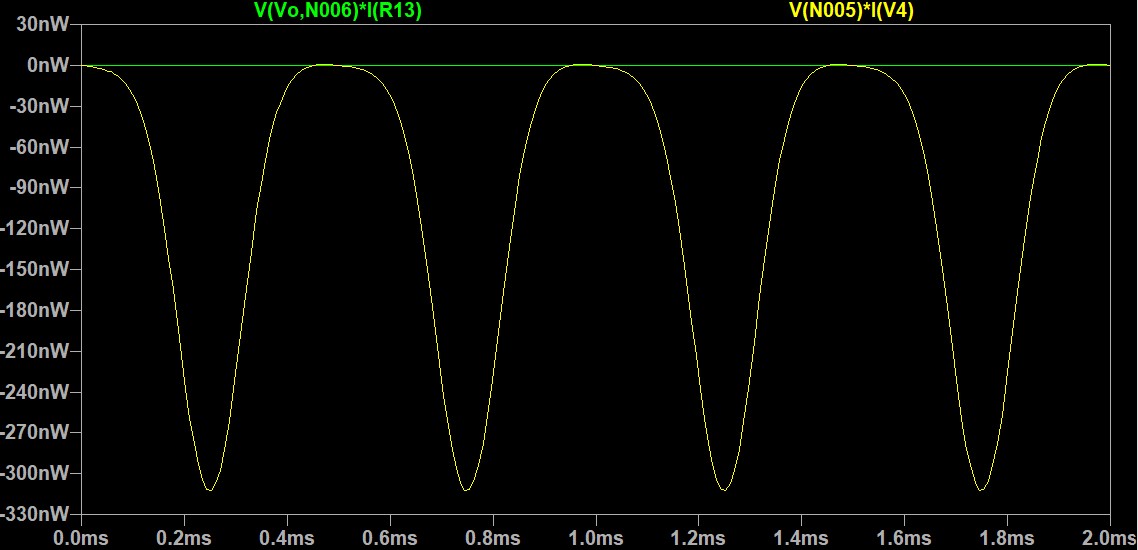 V(Vo,N006)*I(R13) V(N005)*I(V4)
30nW
0nW
-30nW
-60nW
-90nW
-120nW
-150nW
-180nW
-210nW
-240nW
-270nW
-300nW
-330nW
0.0ms 0.2ms 0.4ms 0.6ms 0.8ms 1.0ms 1.2ms 1.4ms 1.6ms 1.8ms 2.0ms